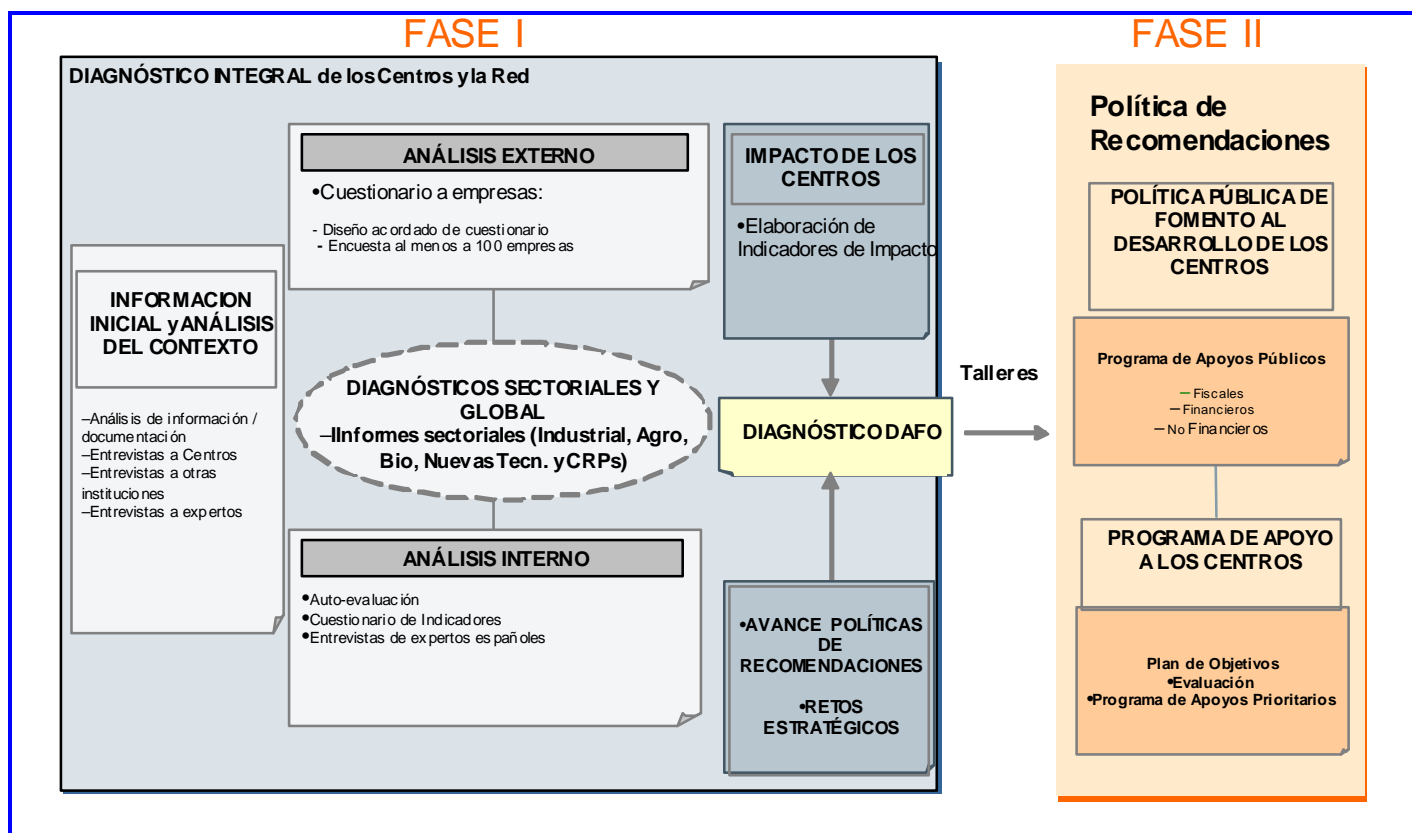 FASE I
DIAGNÓSTICO INTEGRAL de los Centros y la Red
INFORMACION
INICIAL y ANÁLISIS
DEL CONTEXTO
–Análisis de información /
documentación
–Entrevistas a Centros
–Entrevistas a otras
instituciones
–Entrevistas a expertos
ANÁLISIS EXTERNO
•Cuestionario a empresas:
- Diseño acordado de cuestionario
- Encuesta al menos a 100 empresas
DIAGNÓSTICOS SECTORIALES Y
GLOBAL
–IInformes sectoriales (Industrial, Agro,
Bio, Nuevas Tecn. y CRPs)
ANÁLISIS INTERNO
•Auto-evaluación
•Cuestionario de Indicadores
•Entrevistas de expertos españoles
IMPACTO DE LOS
CENTROS
•Elaboración de
Indicadores de Impacto
DIAGNÓSTICO DAFO
•AVANCE POLÍTICAS
DE
RECOMENDACIONES
•RETOS
ESTRATÉGICOS
Talleres
FASE II
Política de
Recomendaciones
POLÍTICA PÚBLICA DE
FOMENTO AL
DESARROLLO DE LOS
CENTROS
Programa de Apoyos Públicos
– Fiscales
– Financieros
– No Financieros
PROGRAMA DE APOYO
A LOS CENTROS
Plan de Objetivos
•Evaluación
•Programa de Apoyos Prioritarios